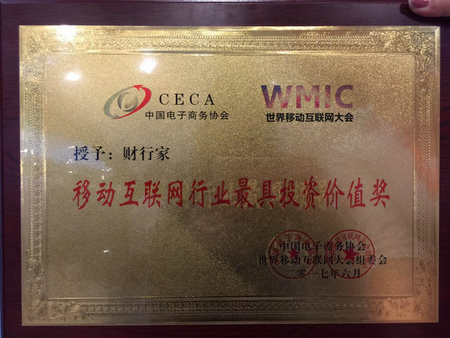 CECA
中国电子商务协会
WMIC
世界移动互联网大会
授予：财行家
移动互联网行业最具投资价值奖
中国电子商务协会
世界移动互联网大会组委会
二〇一七年六月